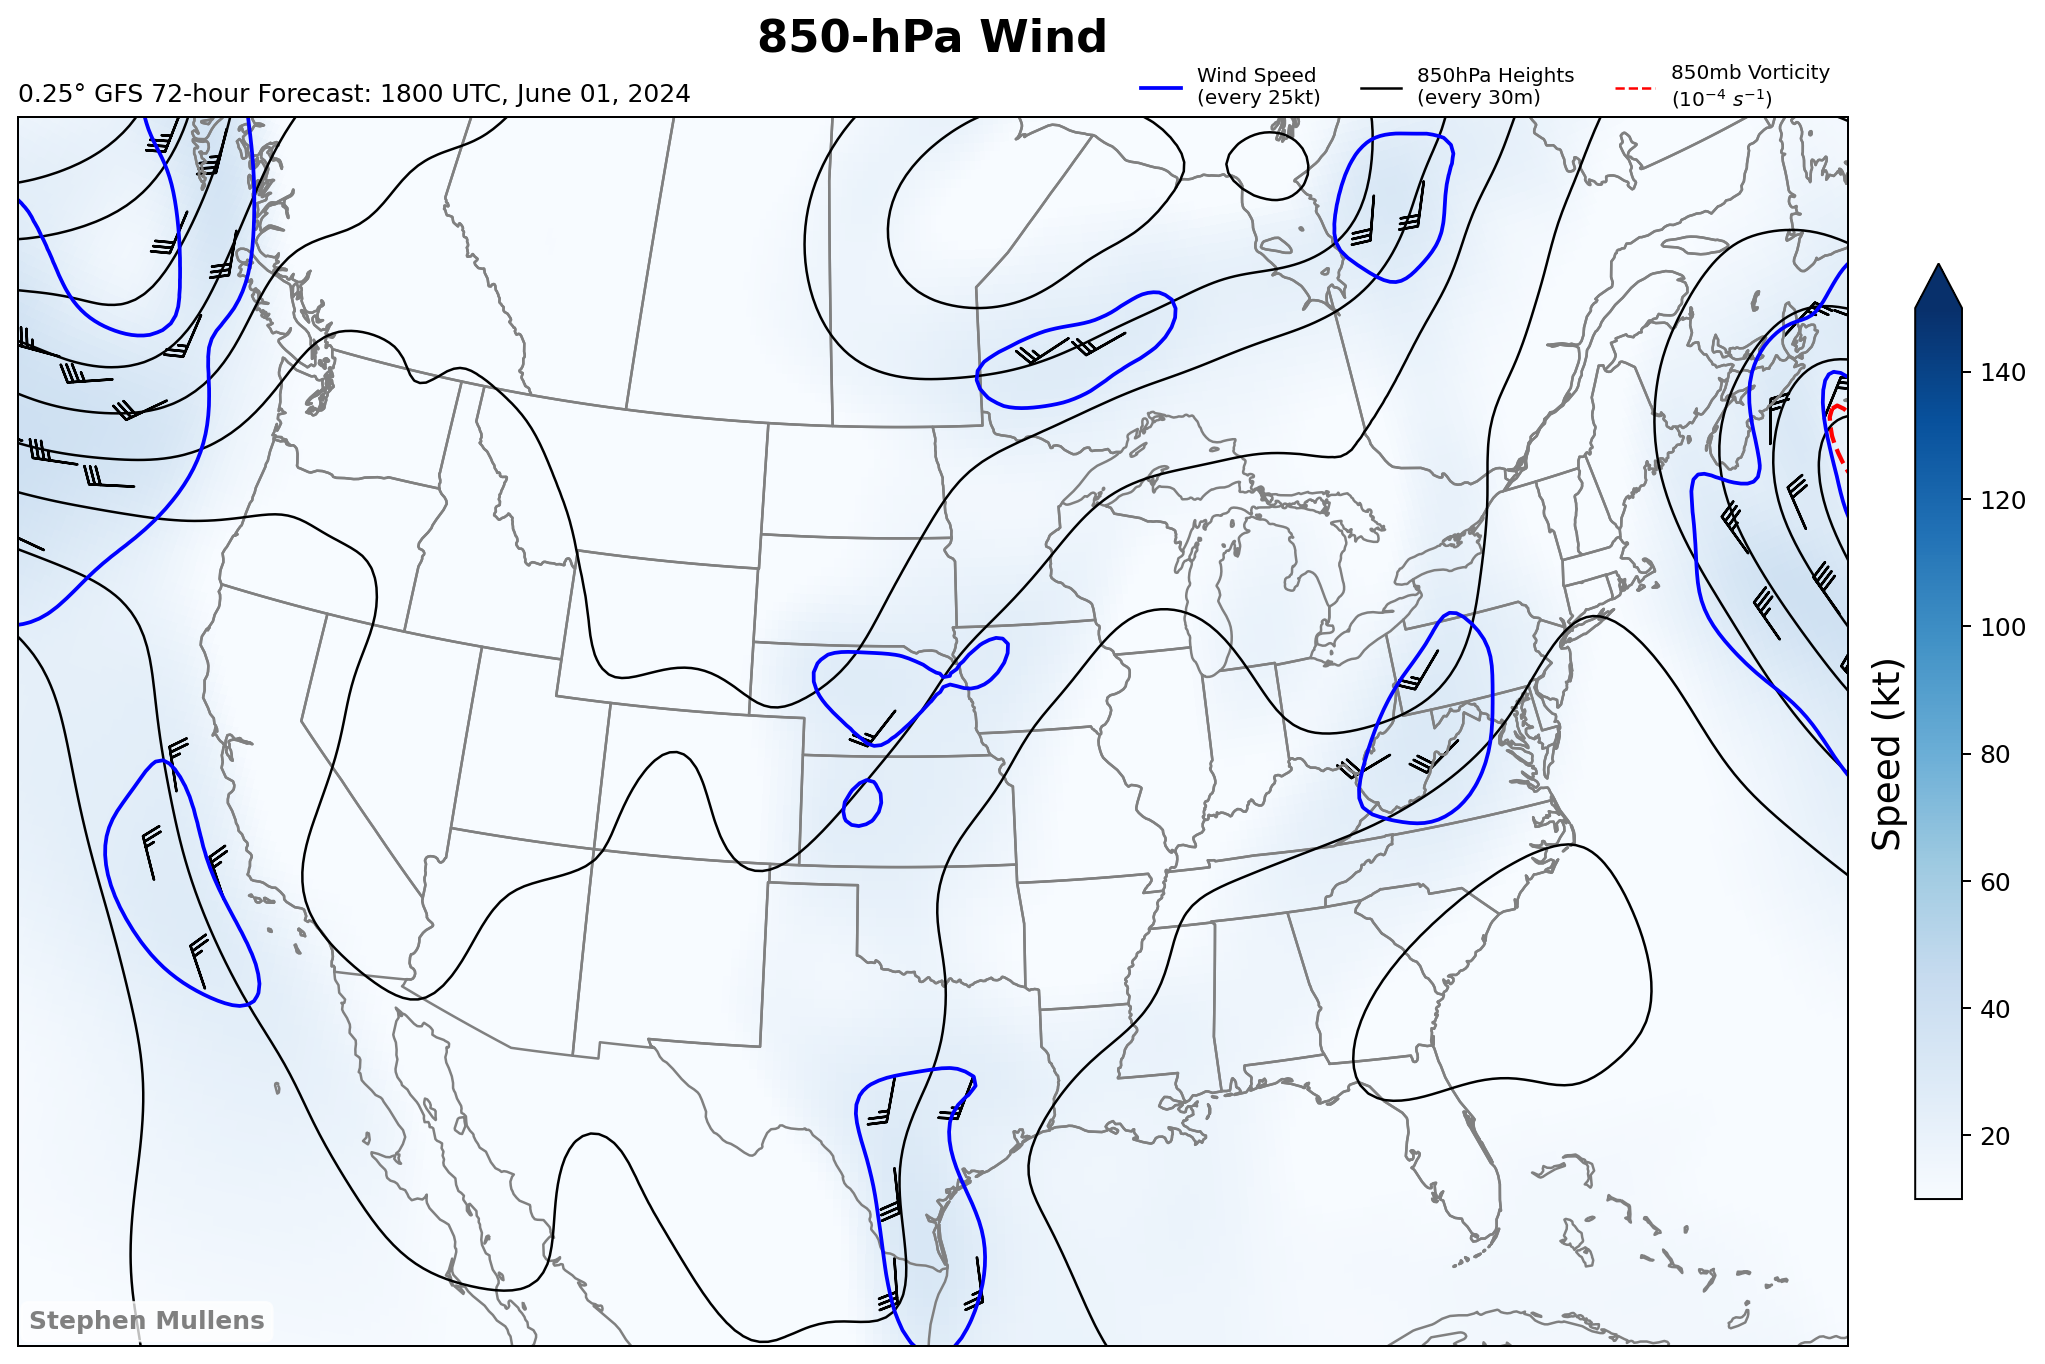 850-hPa Wind
0.25° GFS 72-hour Forecast: 1800 UTC, June 01, 2024
Wind Speed
(every 25kt)
850hPa Heights
(every 30m)
850mb Vorticity
(10⁻⁴ s⁻¹)
140
120
100
80
60
40
20
Speed (kt)
Stephen Mullens